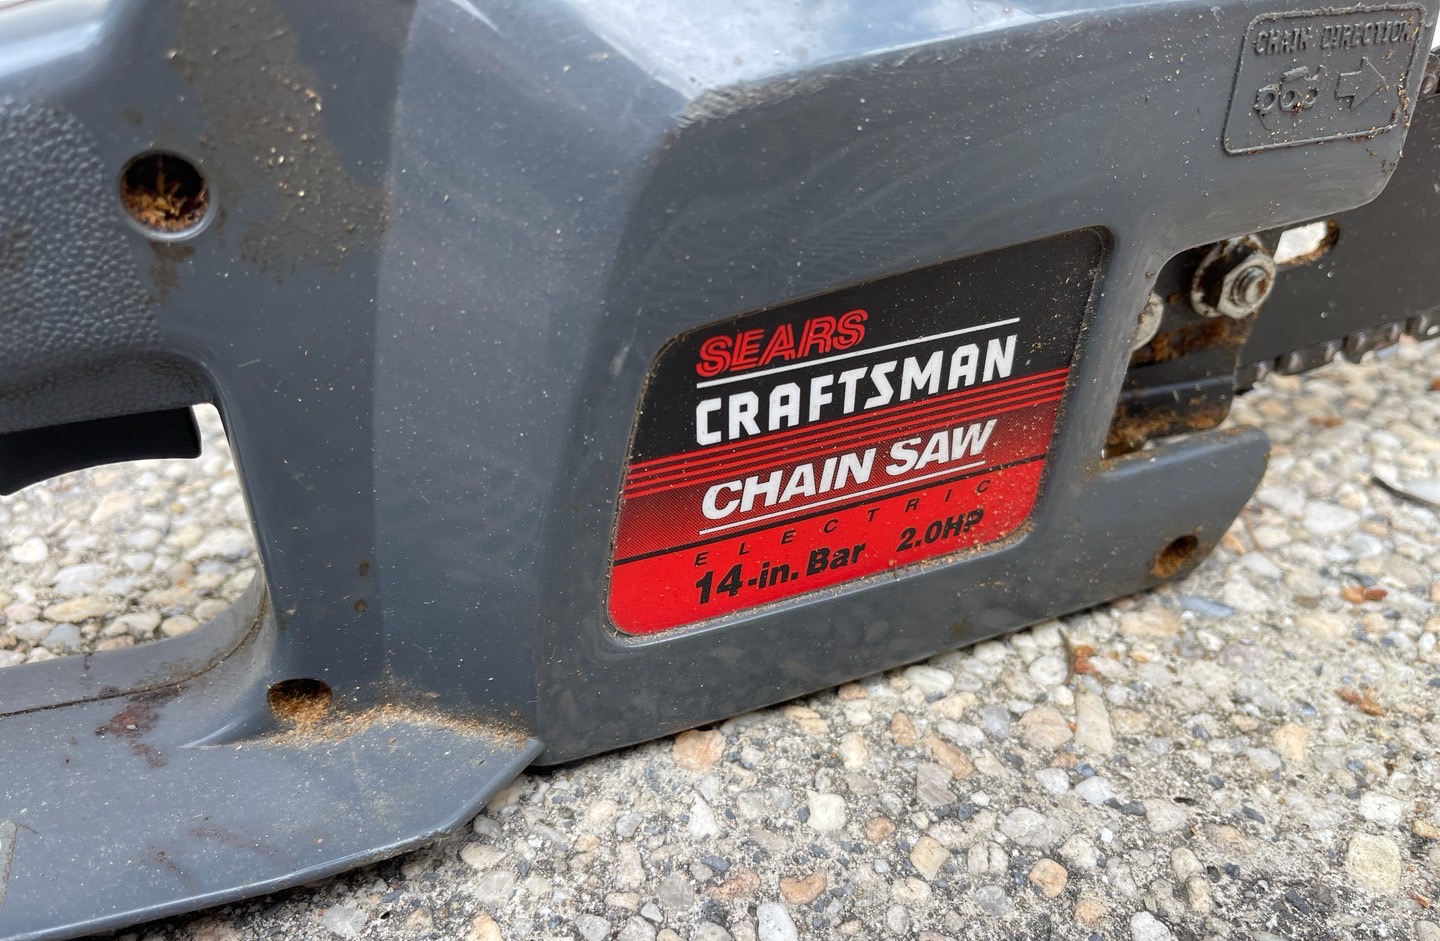 CHAIN DIRECTION
SEARS
CRAFTSMAN
CHAIN SAW
ELECTRIC
14-in. Bar 2.0HP